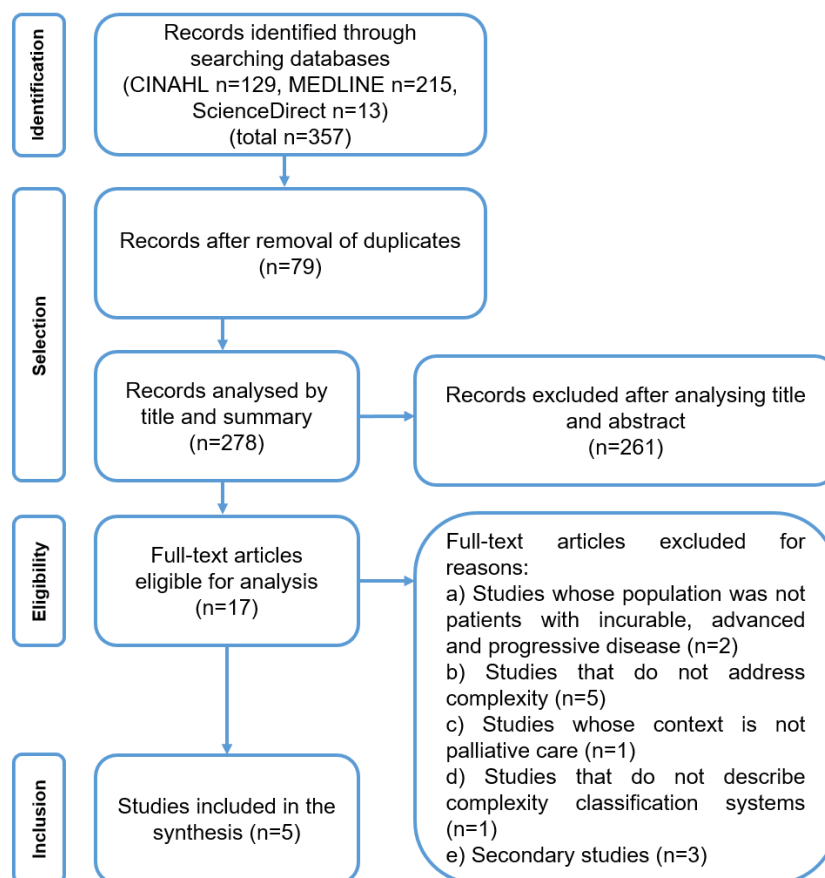 Identification
Records identified through
searching databases
(CINAHL n=129, MEDLINE n=215,
ScienceDirect n=13)
(total n=357)
Selection
Records after removal of duplicates
(n=79)
Records analysed by
title and summary
(n=278)
Records excluded after analysing title
and abstract
(n=261)
Eligibility
Full-text articles
eligible for analysis
(n=17)
Full-text articles excluded for
reasons:
a) Studies whose population was not
patients with incurable, advanced
and progressive disease (n=2)
b) Studies that do not address
complexity (n=5)
c) Studies whose context is not
palliative care (n=1)
d) Studies that do not describe
complexity classification systems
(n=1)
e) Secondary studies (n=3)
Inclusion
Studies included in the
synthesis (n=5)